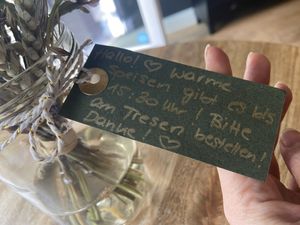 Hallo! ♡ Warme
Speisen gibt es bis
15:30 Uhr! Bitte
am Tresen bestellen!
Danke! ♡